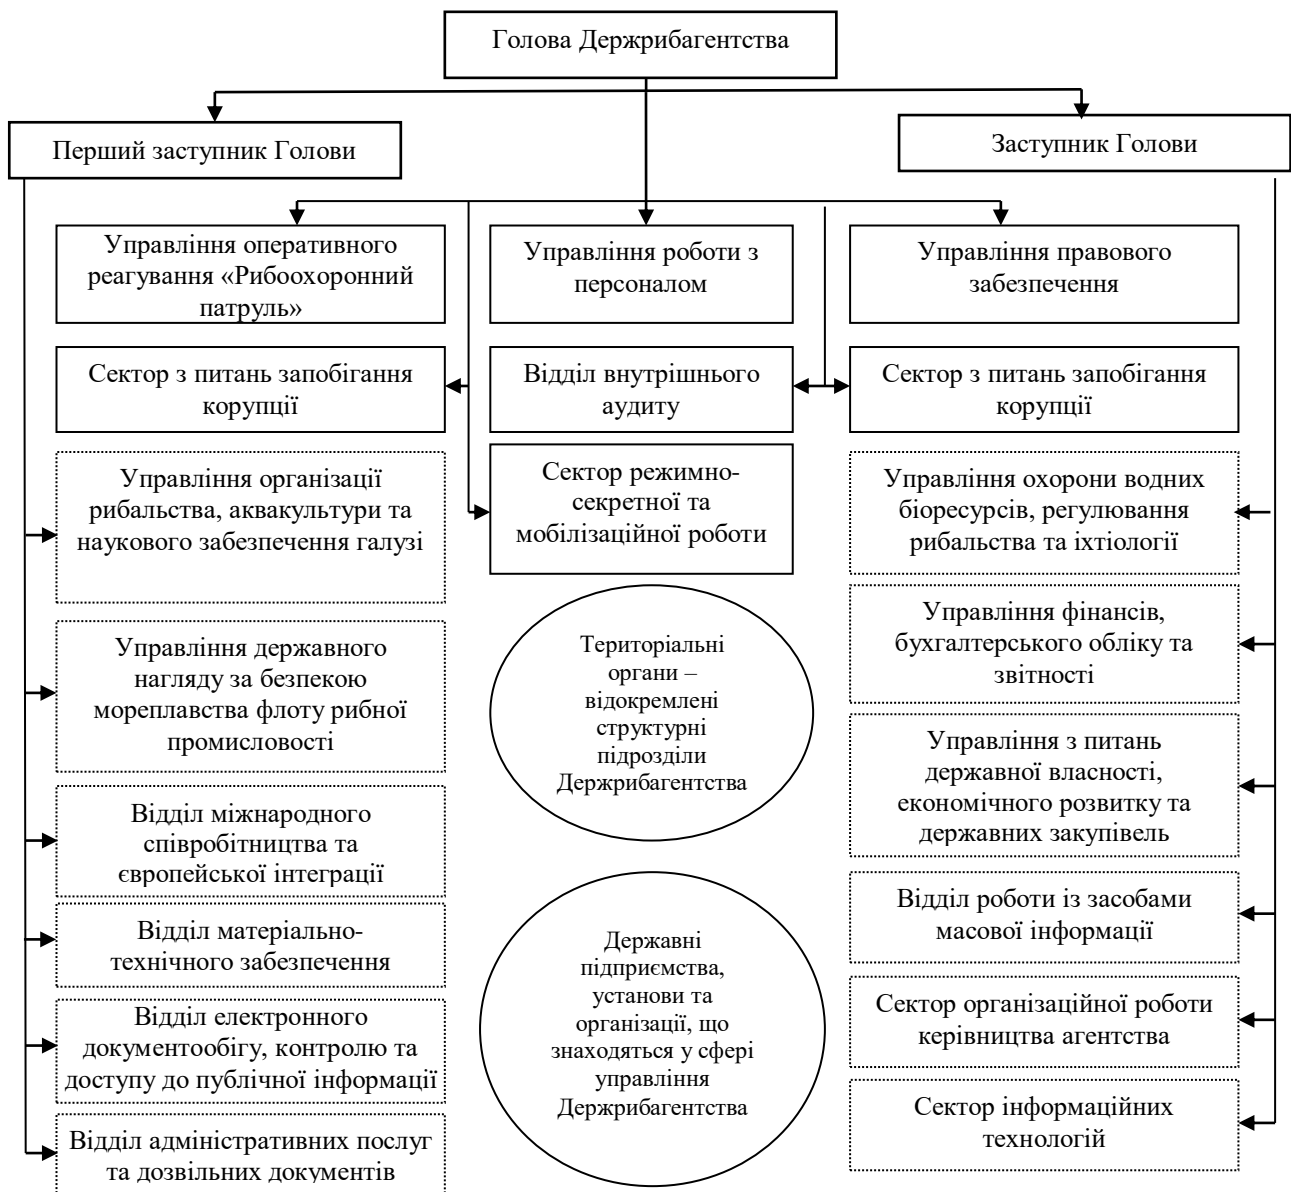 Голова Держрибагентства
Перший заступник Голови
Заступник Голови
Управління оперативного
реагування «Рибоохоронний
патруль»
Управління роботи з
персоналом
Управління правового
забезпечення
Сектор з питань запобігання
корупції
Відділ внутрішнього
аудиту
Сектор з питань запобігання
корупції
Управління організації
рибальства, аквакультури та
наукового забезпечення галузі
Сектор режимно-
секретної та
мобілізаційної роботи
Управління охорони водних
біоресурсів, регулювання
рибальства та іхтіології
Управління державного
нагляду за безпекою
мореплавства флоту рибної
промисловості
Територіальні
органи –
відокремлені
структурні
підрозділи
Держрибагентства
Управління фінансів,
бухгалтерського обліку та
звітності
Управління з питань
державної власності,
економічного розвитку та
державних закупівель
Відділ міжнародного
співробітництва та
європейської інтеграції
Відділ матеріально-
технічного забезпечення
Державні
підприємства,
установи та
організації, що
знаходяться у сфері
управління
Держрибагентства
Відділ роботи із засобами
масової інформації
Відділ електронного
документообігу, контролю та
доступу до публічної інформації
Сектор організаційної роботи
керівництва агентства
Відділ адміністративних послуг
та дозвільних документів
Сектор інформаційних
технологій